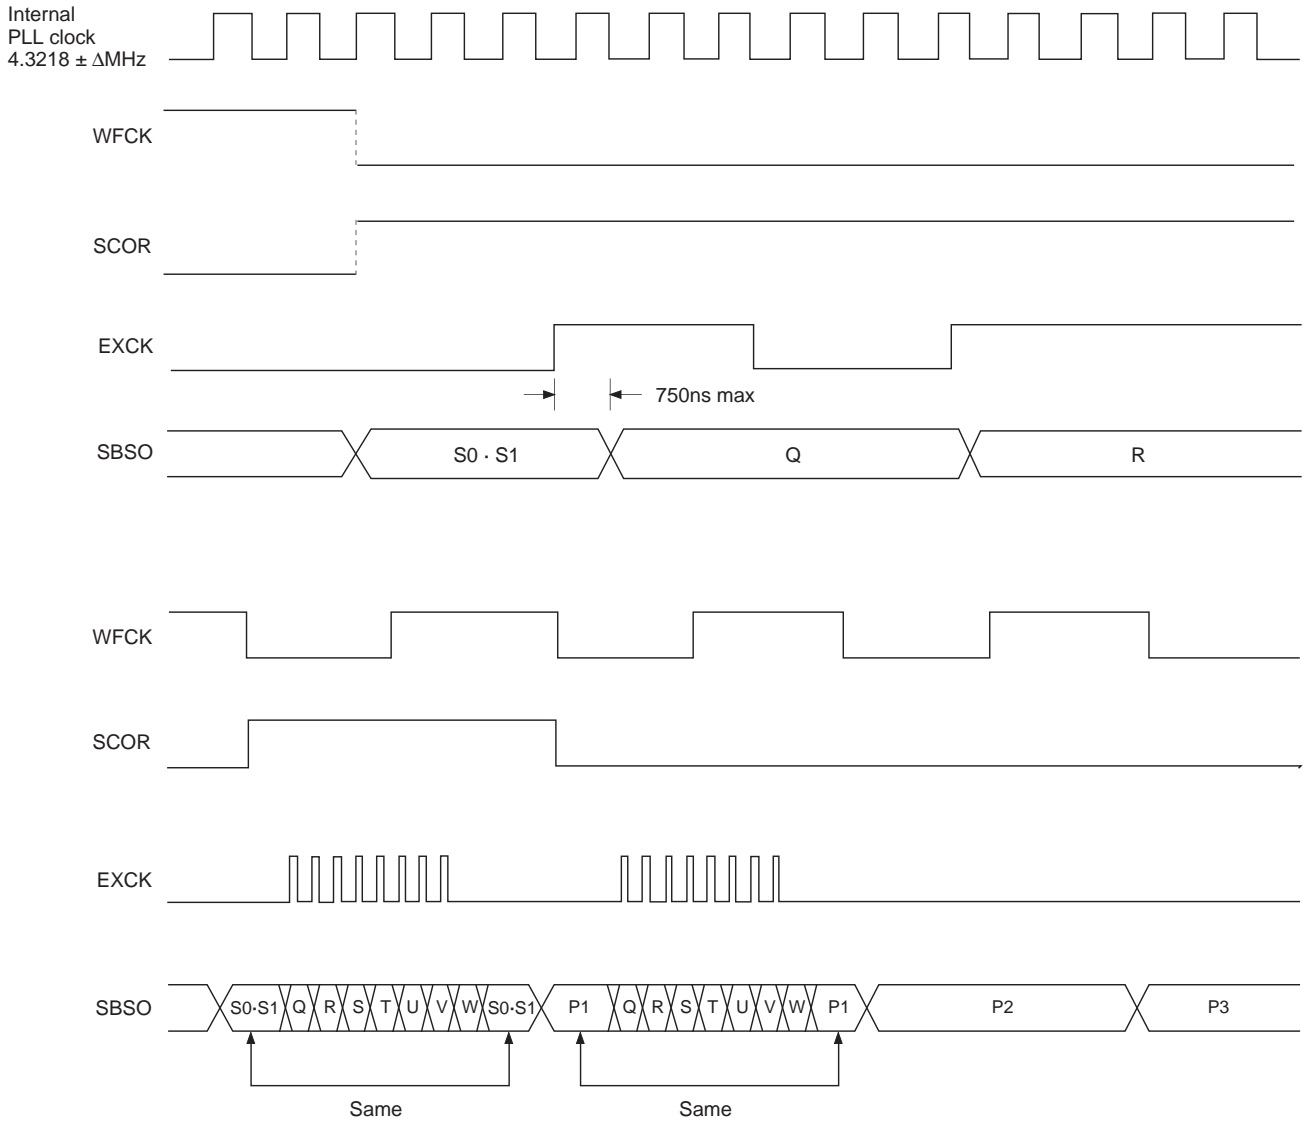 Internal
PLL clock
4.3218 ± ΔMHz
WFCK
SCOR
EXCK
750ns max
SBSO
S0 · S1
Q
R
WFCK
SCOR
EXCK
SBSO
S0·S1 Q R S T U V W S0·S1 P1 Q R S T U V W P1 P2 P3
Same
Same